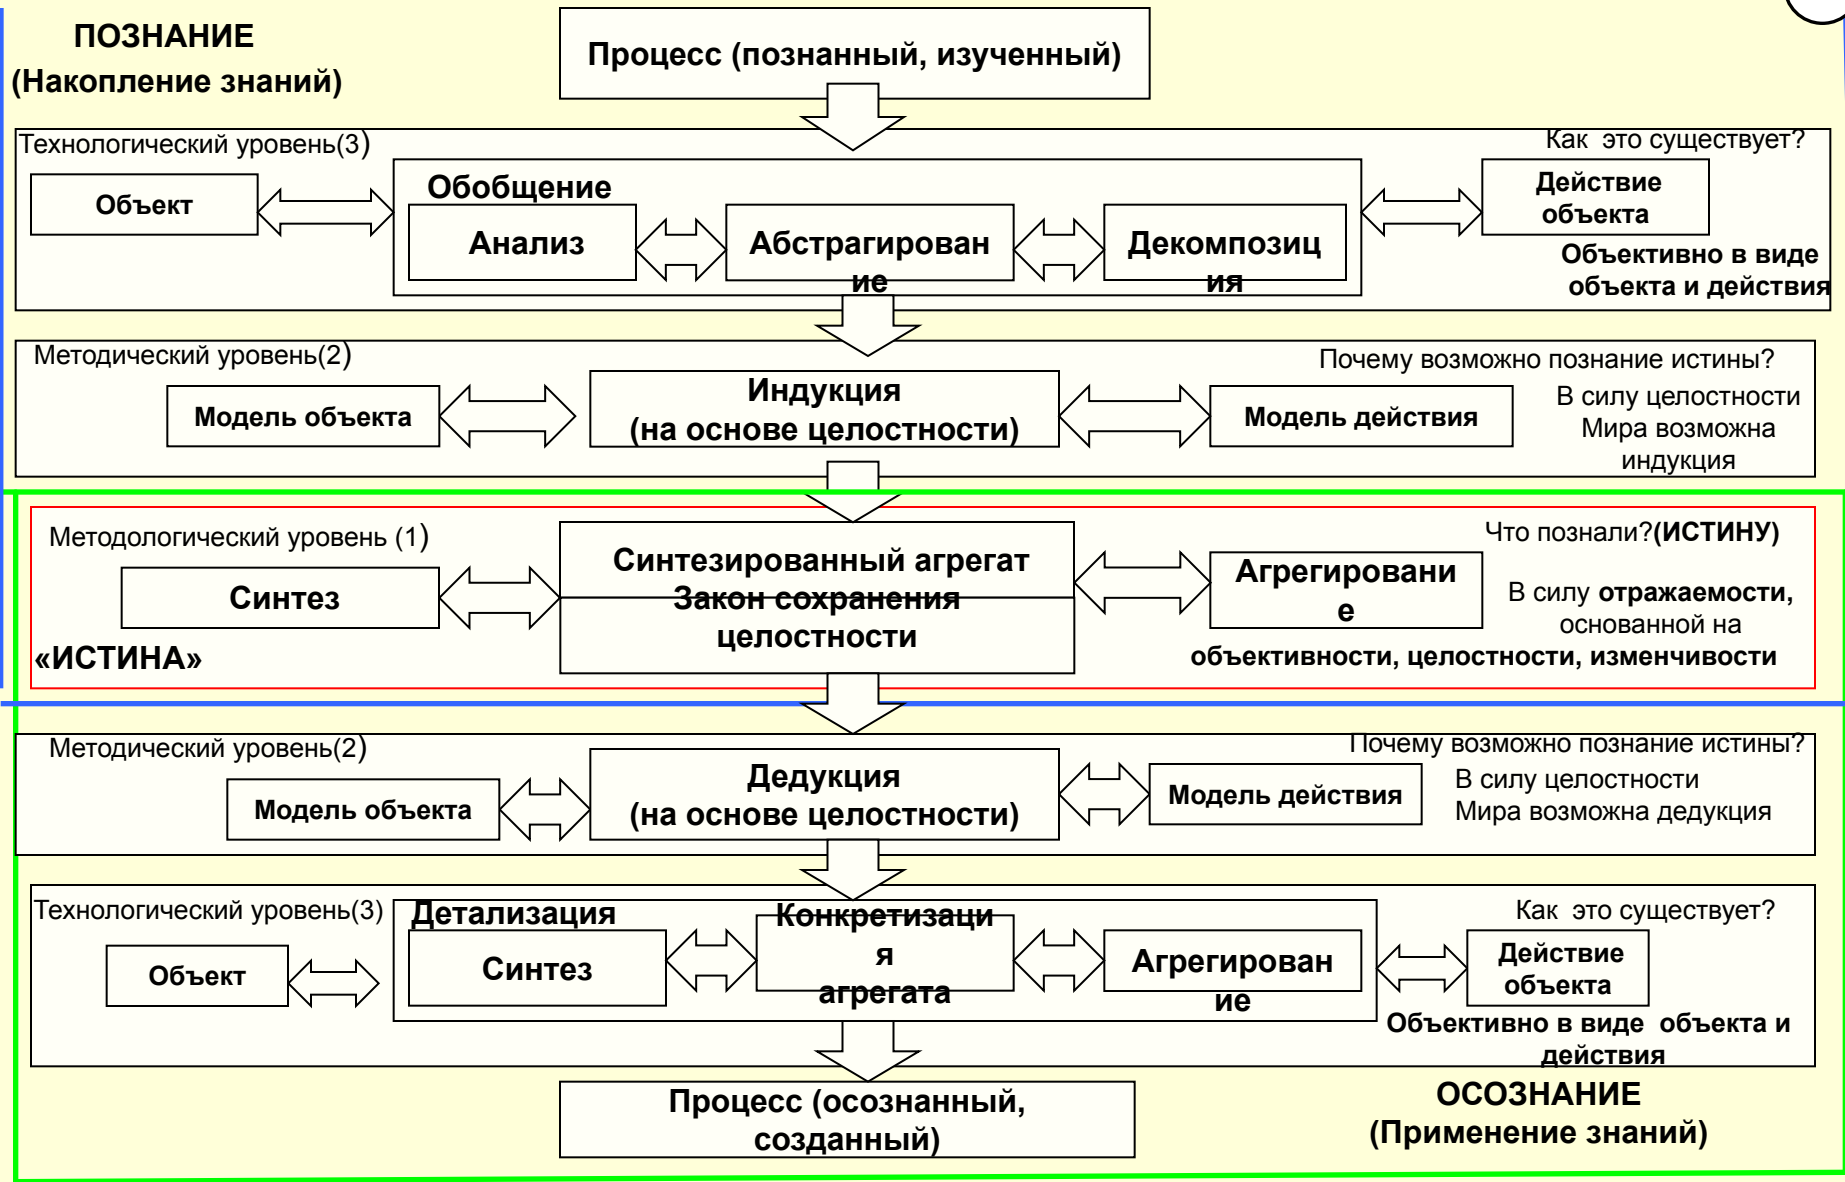 ПОЗНАНИЕ
(Накопление знаний)
Процесс (познанный, изученный)
Технологический уровень(3)
Как это существует?
Объект
Обобщение
Анализ
Абстрагирован
ие
Декомпозиц
ия
Действие
объекта
Объективно в виде
объекта и действия
Методический уровень(2)
Почему возможно познание истины?
Модель объекта
Индукция
(на основе целостности)
Модель действия
В силу целостности
Мира возможна
индукция
Методологический уровень (1)
Что познали?(ИСТИНУ)
Синтез
Синтезированный агрегат
Закон сохранения
целостности
Агрегировани
е
В силу отражаемости,
основанной на
объективности, целостности, изменчивости
«ИСТИНА»
Методический уровень(2)
Почему возможно познание истины?
Модель объекта
Дедукция
(на основе целостности)
Модель действия
В силу целостности
Мира возможна дедукция
Технологический уровень(3)
Как это существует?
Объект
Детализация
Синтез
Конкретизаци
я
агрегата
Агрегирован
ие
Действие
объекта
Объективно в виде объекта и
действия
Процесс (осознанный,
созданный)
ОСОЗНАНИЕ
(Применение знаний)